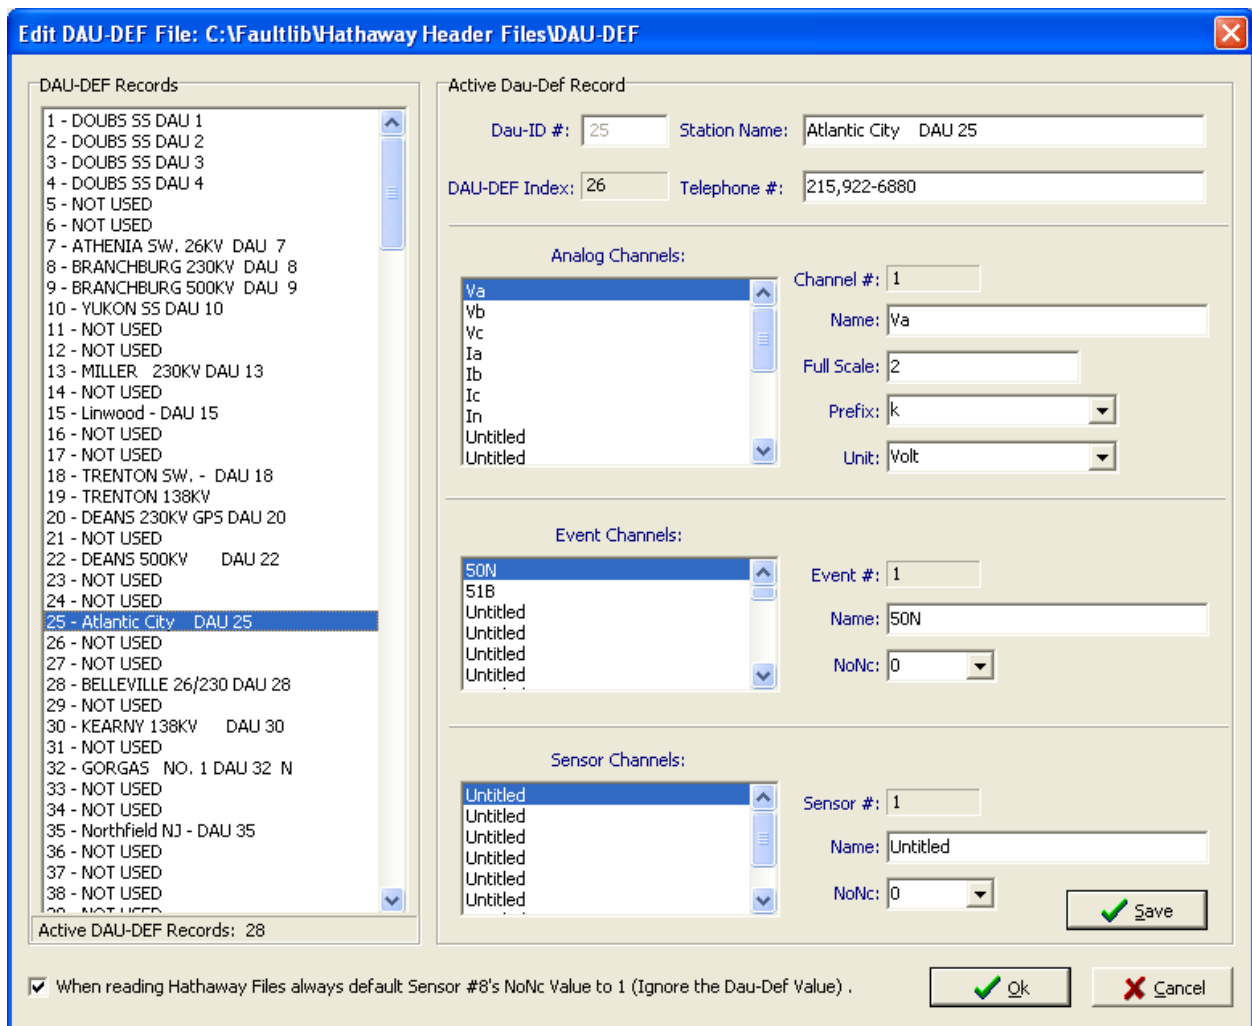 Edit DAU-DEF File: C:\Faultlib\Hathaway Header Files\DAU-DEF
DAU-DEF Records
1 - DOUBS SS DAU 1
2 - DOUBS SS DAU 2
3 - DOUBS SS DAU 3
4 - DOUBS SS DAU 4
5 - NOT USED
6 - NOT USED
7 - ATHENIA SW. 26KV  DAU  7
8 - BRANCHBURG 230KV  DAU  8
9 - BRANCHBURG 500KV  DAU  9
10 - YUKON SS DAU 10
11 - NOT USED
12 - NOT USED
13 - MILLER   230KV DAU 13
14 - NOT USED
15 - Linwood - DAU 15
16 - NOT USED
17 - NOT USED
18 - TRENTON SW. -  DAU 18
19 - TRENTON 138KV
20 - DEANS 230KV GPS DAU 20
21 - NOT USED
22 - DEANS 500KV      DAU 22
23 - NOT USED
24 - NOT USED
25 - Atlantic City    DAU 25
26 - NOT USED
27 - NOT USED
28 - BELLEVILLE 26/230 DAU 28
29 - NOT USED
30 - KEARNY 138KV     DAU 30
31 - NOT USED
32 - GORGAS   NO. 1 DAU 32  N
33 - NOT USED
34 - NOT USED
35 - Northfield NJ - DAU 35
36 - NOT USED
37 - NOT USED
38 - NOT USED
39 - NOT USED
Active DAU-DEF Records:  28
Active Dau-Def Record
Dau-ID #: 25 Station Name: Atlantic City    DAU 25
DAU-DEF Index: 26 Telephone #: 215,922-6880
Analog Channels:
Va
Vb
Vc
Ia
Ib
Ic
In
Untitled
Untitled
Channel #: 1
Name: Va
Full Scale: 2
Prefix: k
Unit: Volt
Event Channels:
50N
51B
Untitled
Untitled
Untitled
Untitled
Event #: 1
Name: 50N
NoNc: 0
Sensor Channels:
Untitled
Untitled
Untitled
Untitled
Untitled
Untitled
Sensor #: 1
Name: Untitled
NoNc: 0
Save
When reading Hathaway Files always default Sensor #8's NoNc Value to 1 (Ignore the Dau-Def Value) .
Ok
Cancel